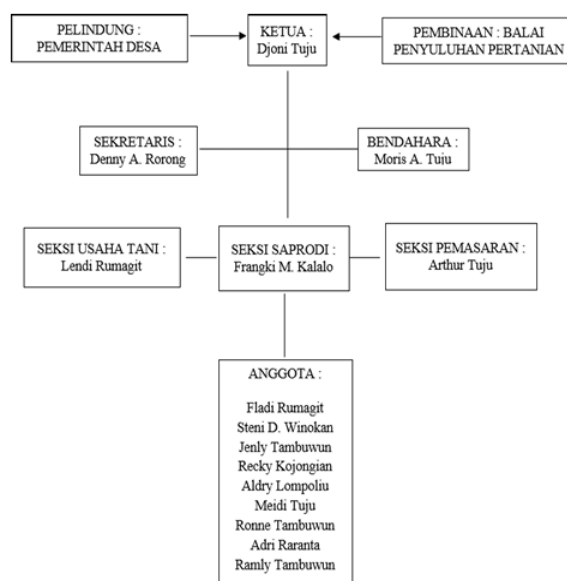 PELINDUNG :
PEMERINTAH DESA
KETUA :
Djoni Tuju
PEMBINAAN : BALAI
PENYULUHAN PERTANIAN
SEKRETARIS :
Denny A. Rorong
BENDAHARA :
Moris A. Tuju
SEKSI USAHA TANI :
Lendi Rumagit
SEKSI SAPRODI :
Frangki M. Kalalo
SEKSI PEMASARAN :
Arthur Tuju
ANGGOTA :
Fladi Rumagit
Steni D. Winokan
Jenly Tambuwun
Recky Kojongian
Aldry Lompoliu
Meidi Tuju
Ronne Tambuwun
Adri Raranta
Ramly Tambuwun